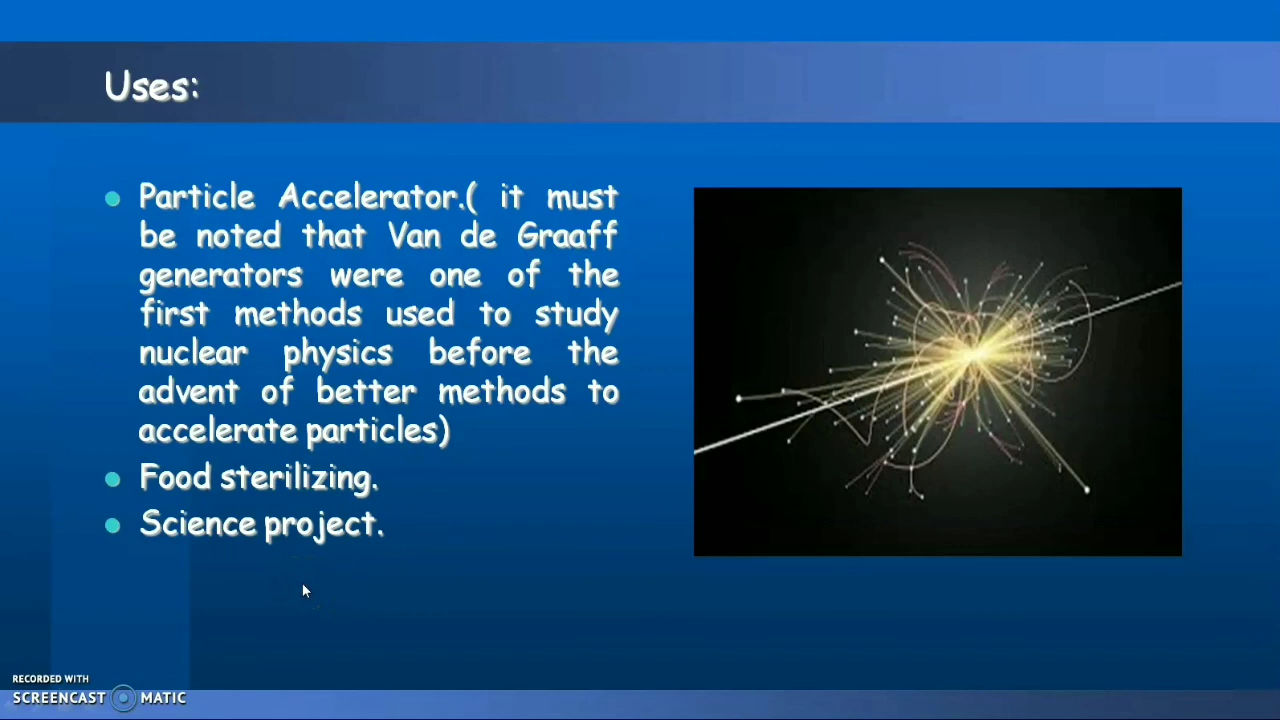 Uses:
Particle Accelerator.( it must
be noted that Van de Graaff
generators were one of the
first methods used to study
nuclear physics before the
advent of better methods to
accelerate particles)
Food sterilizing.
Science project.
RECORDED WITH
SCREENCAST MATIC